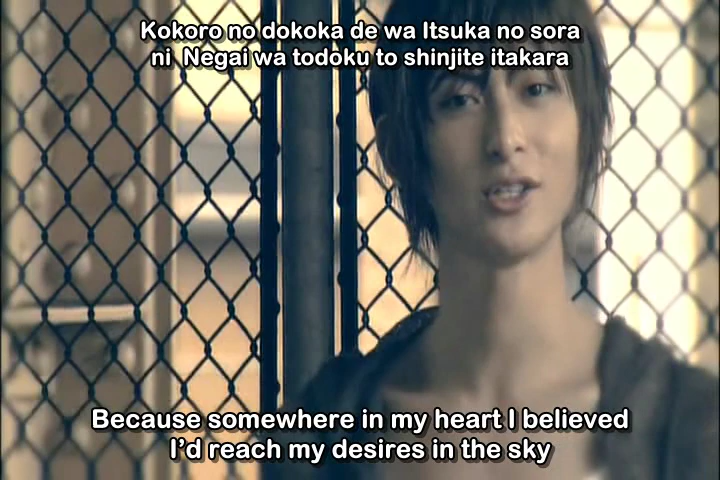 Kokoro no dokoka de wa Itsuka no sora
ni Negai wa todoku to shinjite itakara
Because somewhere in my heart I believed
I'd reach my desires in the sky